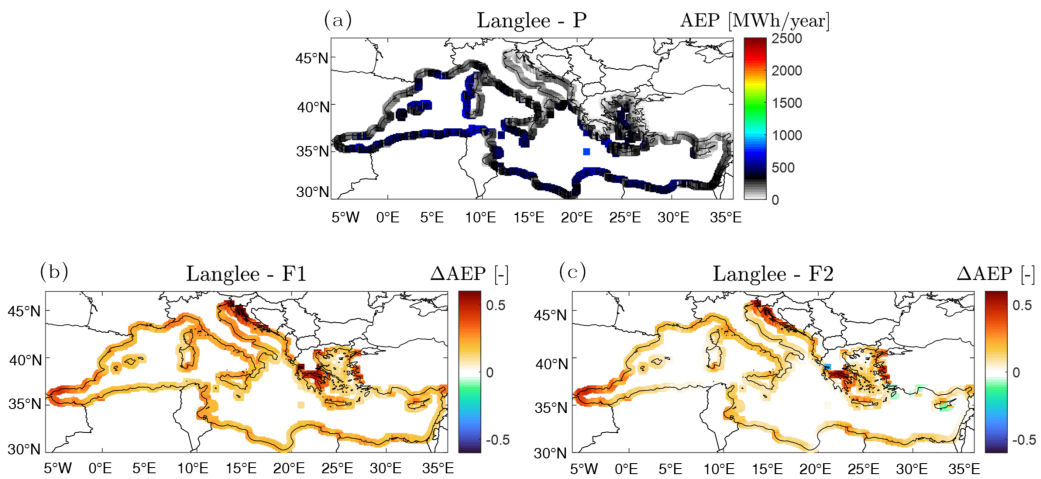 (a) Langlee - P AEP [MWh/year]
45°N
40°N
35°N
30°N
5°W 0°E 5°E 10°E 15°E 20°E 25°E 30°E 35°E
2500
2000
1500
1000
500
0
(b) Langlee - F1 ΔAEP [-]
45°N
40°N
35°N
30°N
5°W 0°E 5°E 10°E 15°E 20°E 25°E 30°E 35°E
0.5
0
-0.5
(c) Langlee - F2 ΔAEP [-]
45°N
40°N
35°N
30°N
5°W 0°E 5°E 10°E 15°E 20°E 25°E 30°E 35°E
0.5
0
-0.5